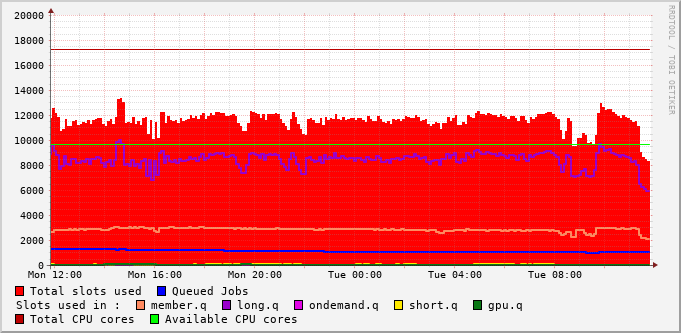 20000
18000
16000
14000
12000
10000
8000
6000
4000
2000
0
Mon 12:00 Mon 16:00 Mon 20:00 Tue 00:00 Tue 04:00 Tue 08:00
RRDTOOL / TOBI OETIKER
Total slots used Queued Jobs
Slots used in : member.q long.q ondemand.q short.q gpu.q
Total CPU cores Available CPU cores